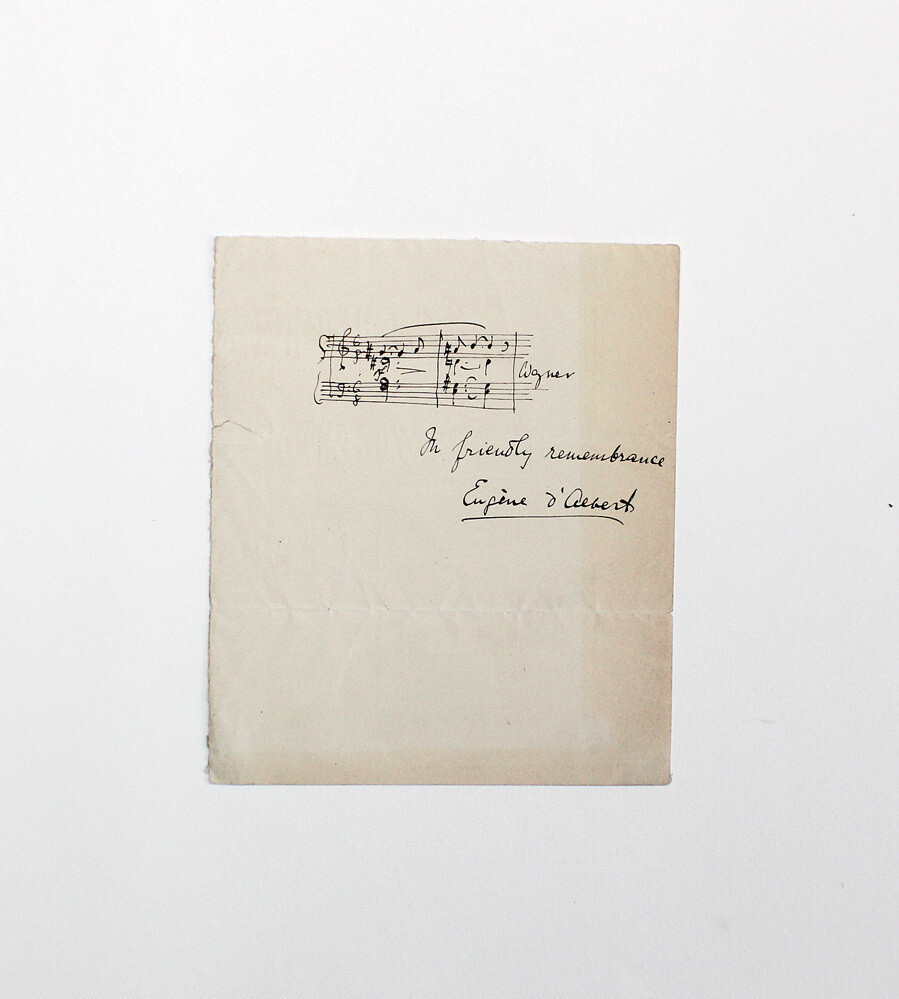 Wagner
In friendly remembrance
Eugène d'Albert